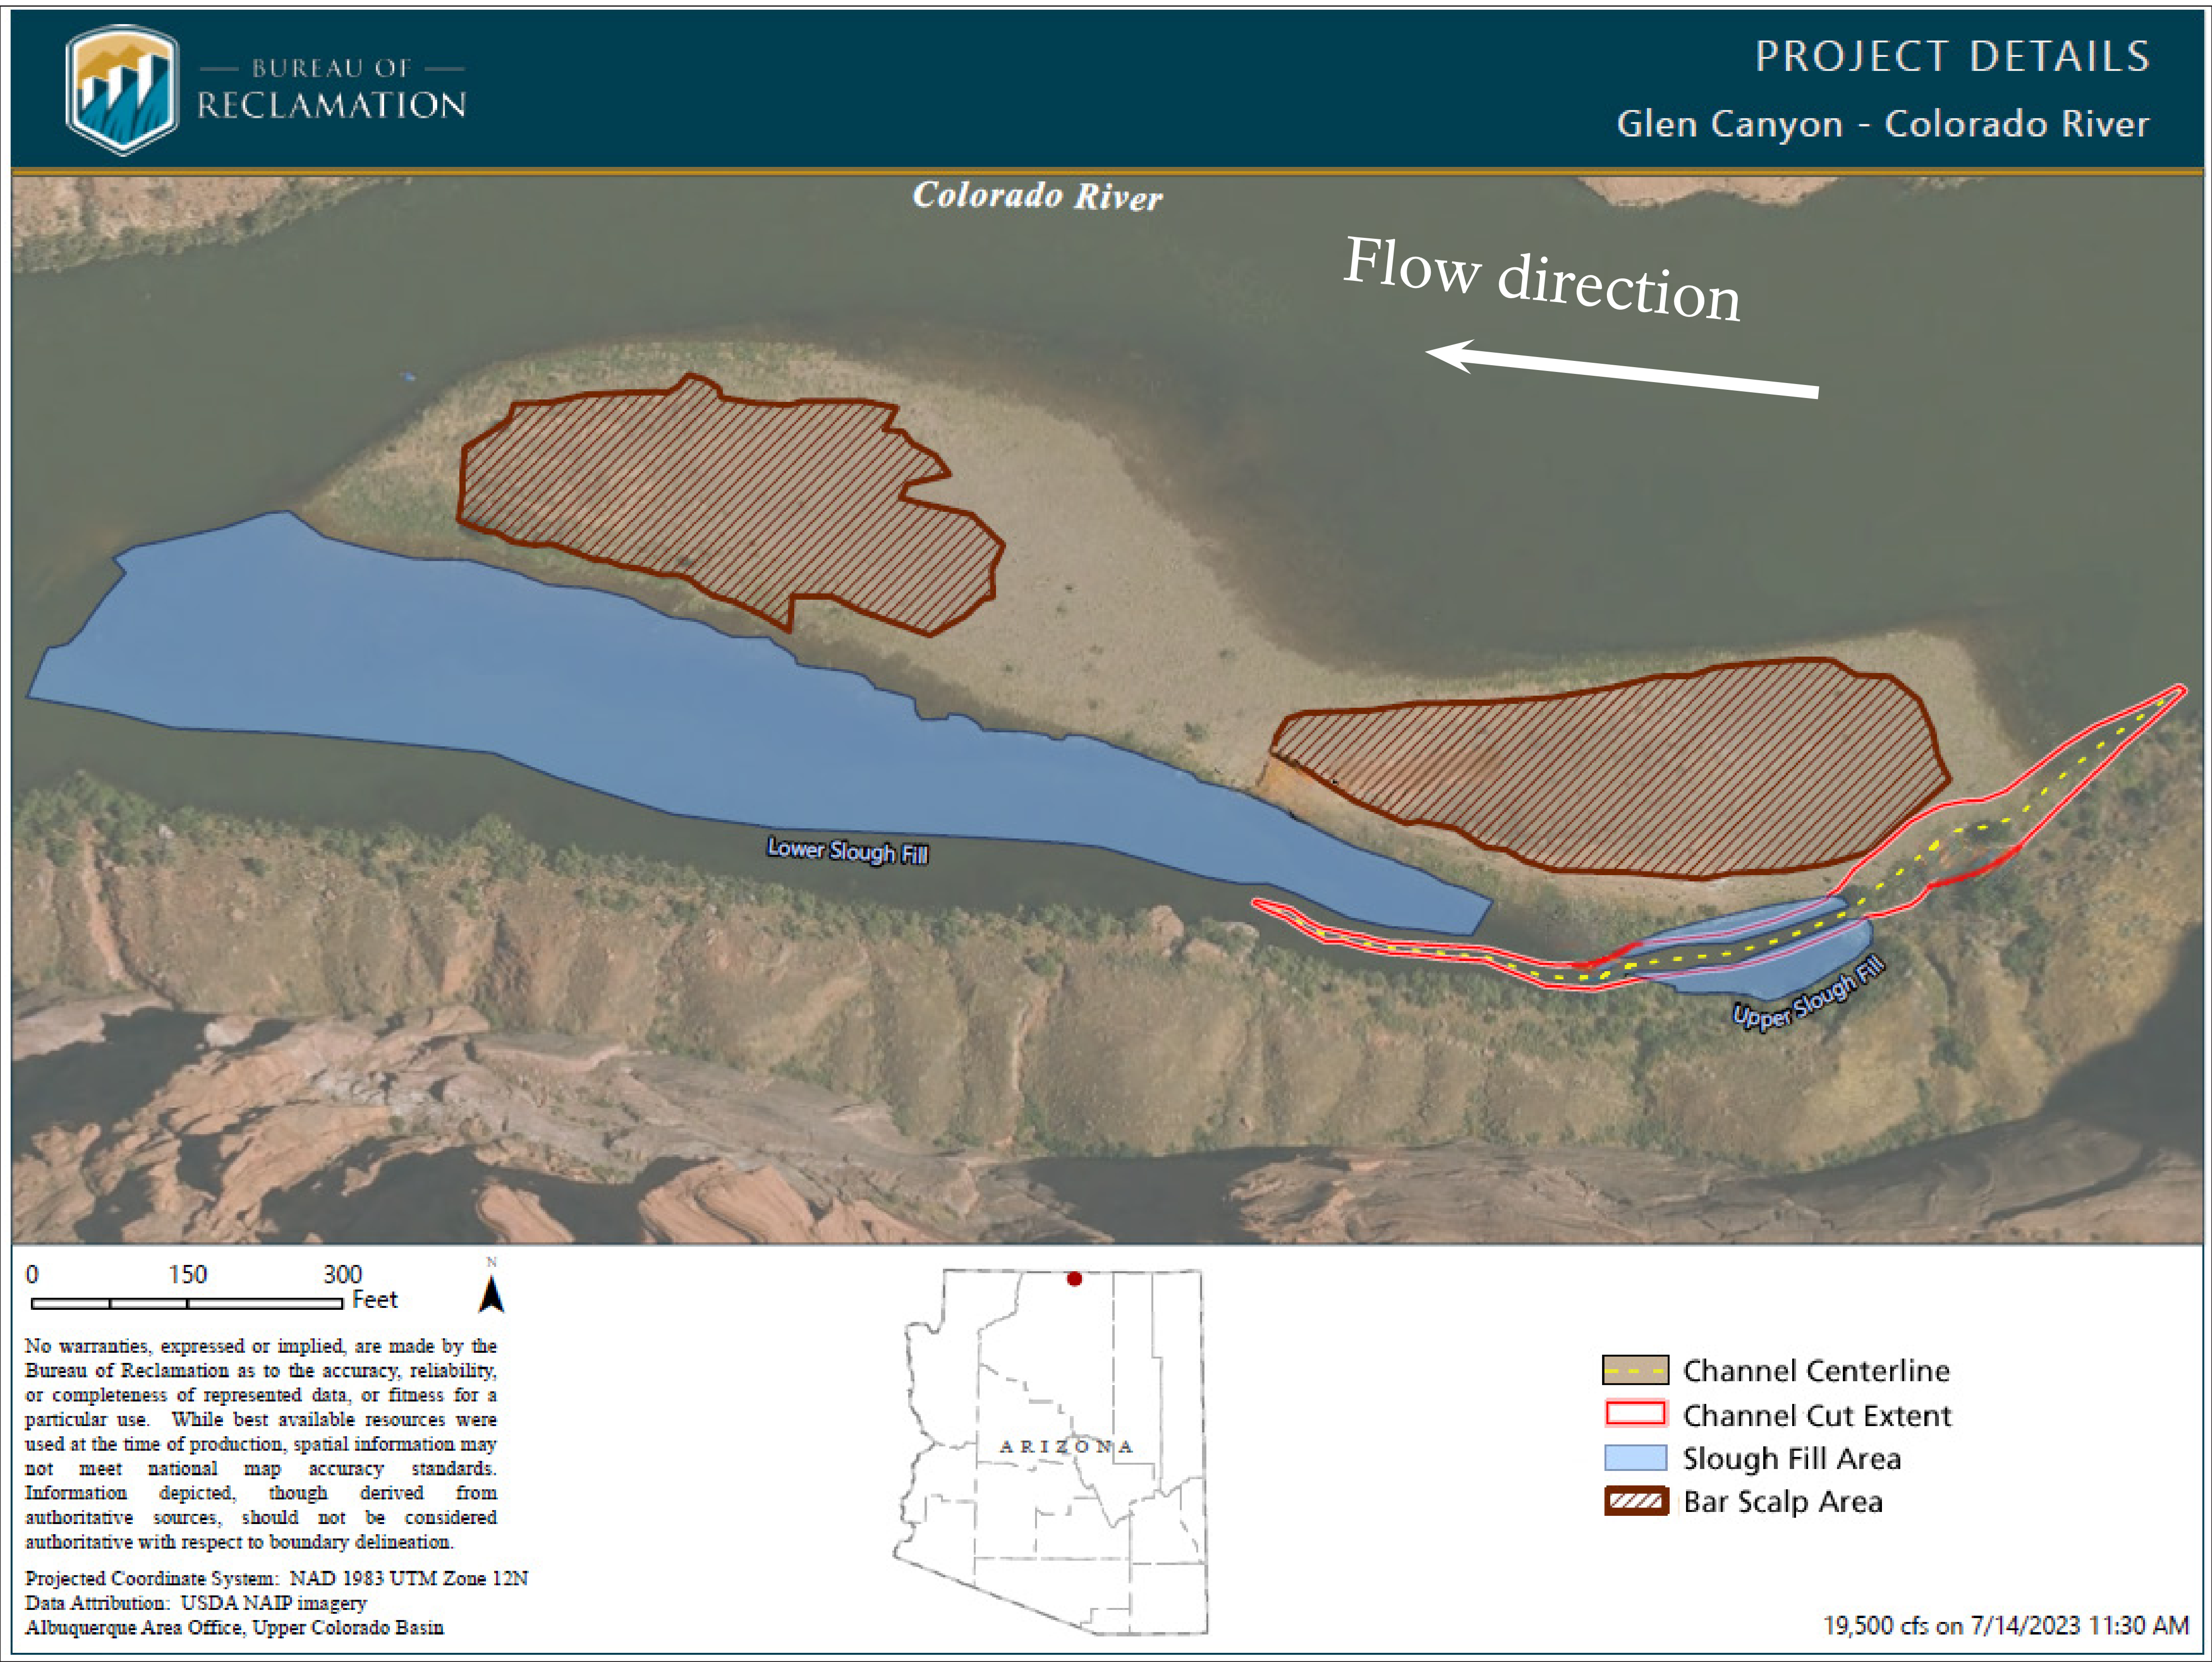 BUREAU OF
RECLAMATION
PROJECT DETAILS
Glen Canyon - Colorado River
Colorado River
Flow direction
Lower Slough Fill
Upper Slough Fill
0 150 300
Feet
N
No warranties, expressed or implied, are made by the
Bureau of Reclamation as to the accuracy, reliability,
or completeness of represented data, or fitness for a
particular use. While best available resources were
used at the time of production, spatial information may
not meet national map accuracy standards.
Information depicted, though derived from
authoritative sources, should not be considered
authoritative with respect to boundary delineation.
Projected Coordinate System: NAD 1983 UTM Zone 12N
Data Attribution: USDA NAIP imagery
Albuquerque Area Office, Upper Colorado Basin
ARIZONA
Channel Centerline
Channel Cut Extent
Slough Fill Area
Bar Scalp Area
19,500 cfs on 7/14/2023 11:30 AM